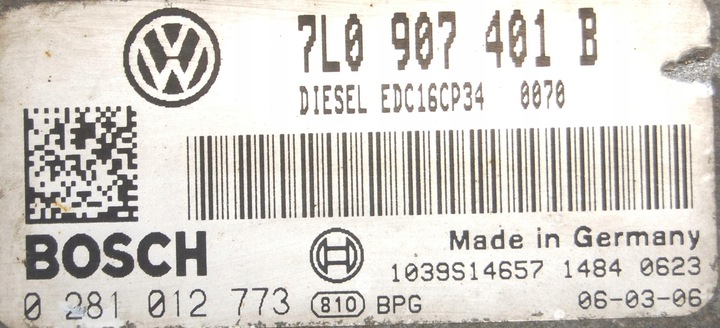 7L0 907 401 B
DIESEL EDC16CP34 0070
BOSCH
Made in Germany
1039S14657 1484 0623
0 281 012 773 810 BPG 06-03-06